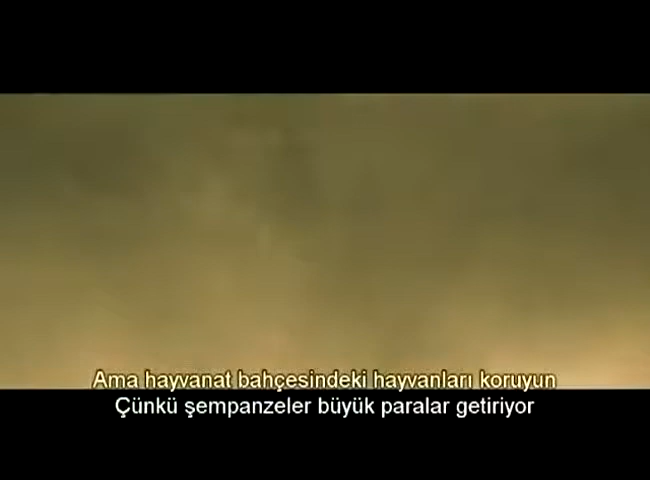 Ama hayvanat bahçesindeki hayvanları koruyun
Çünkü şempanzeler büyük paralar getiriyor